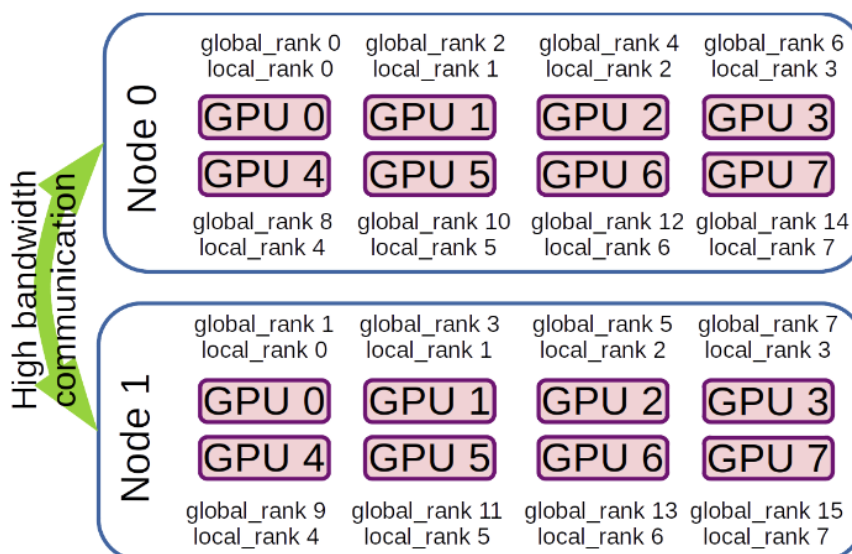 High bandwidth
communication
Node 0
global_rank 0
local_rank 0
global_rank 2
local_rank 1
global_rank 4
local_rank 2
global_rank 6
local_rank 3
GPU 0
GPU 1
GPU 2
GPU 3
GPU 4
GPU 5
GPU 6
GPU 7
global_rank 8
local_rank 4
global_rank 10
local_rank 5
global_rank 12
local_rank 6
global_rank 14
local_rank 7
Node 1
global_rank 1
local_rank 0
global_rank 3
local_rank 1
global_rank 5
local_rank 2
global_rank 7
local_rank 3
GPU 0
GPU 1
GPU 2
GPU 3
GPU 4
GPU 5
GPU 6
GPU 7
global_rank 9
local_rank 4
global_rank 11
local_rank 5
global_rank 13
local_rank 6
global_rank 15
local_rank 7